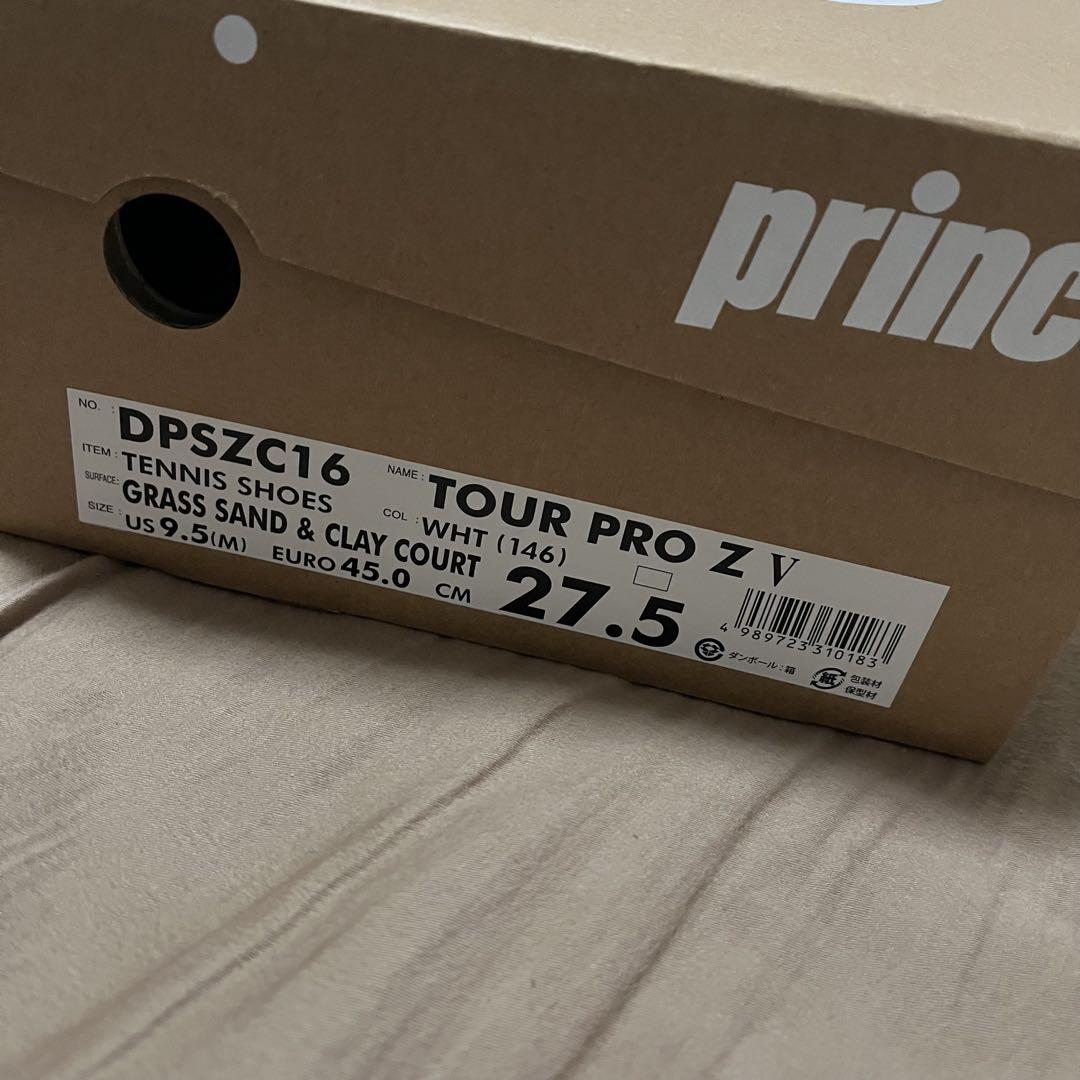 princ
NO. : DPSZC16
ITEM : TENNIS SHOES NAME : TOUR PRO Z V
SURFACE: GRASS SAND & CLAY COURT COL : WHT (146)
SIZE : US 9.5(M) EURO 45.0 CM 27.5
4 989723 310183
ダンボール : 箱
紙 包装材
保型材